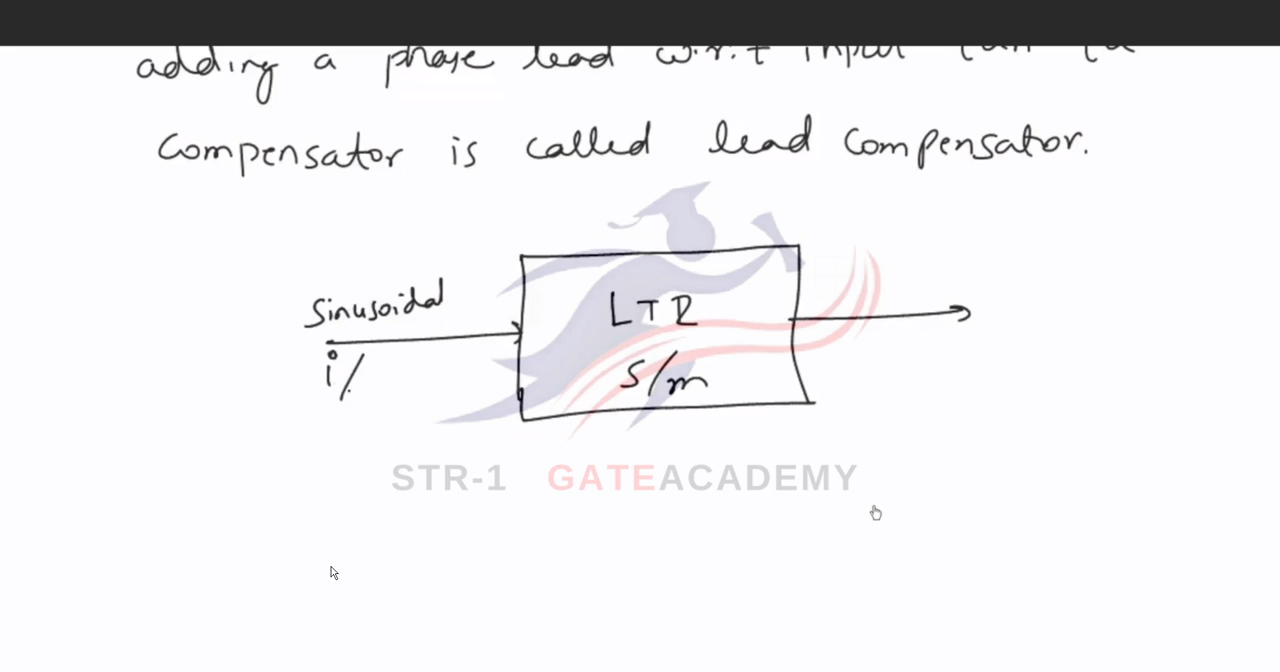 adding a phase lead w.r.t input
compensator is called lead compensator.
Sinusoidal
i/
LTI
S/m
STR-1 GATEACADEMY